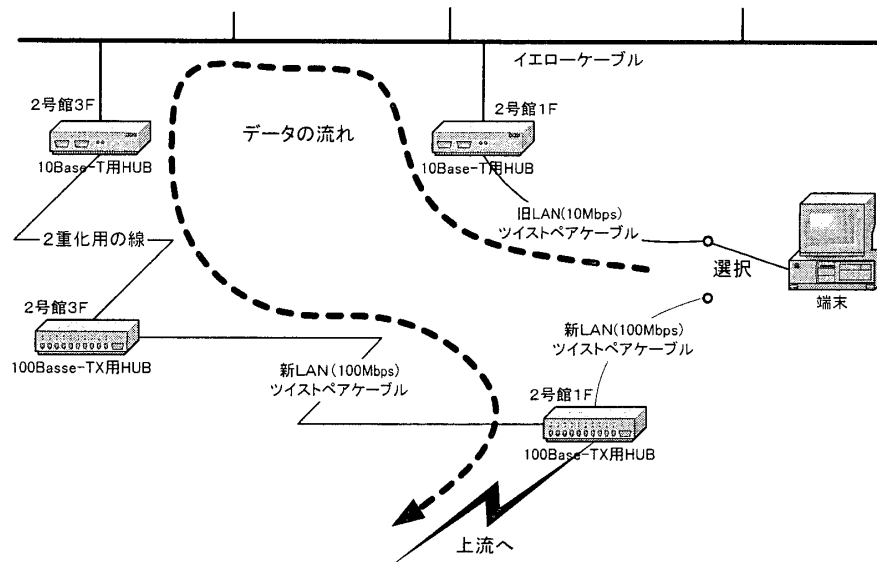 イエローケーブル
2号館3F
10Base-T用HUB
データの流れ
2号館1F
10Base-T用HUB
旧LAN(10Mbps)
ツイストペアケーブル
2重化用の線
選択
端末
2号館3F
100Basse-TX用HUB
新LAN(100Mbps)
ツイストペアケーブル
新LAN(100Mbps)
ツイストペアケーブル
2号館1F
100Base-TX用HUB
上流へ